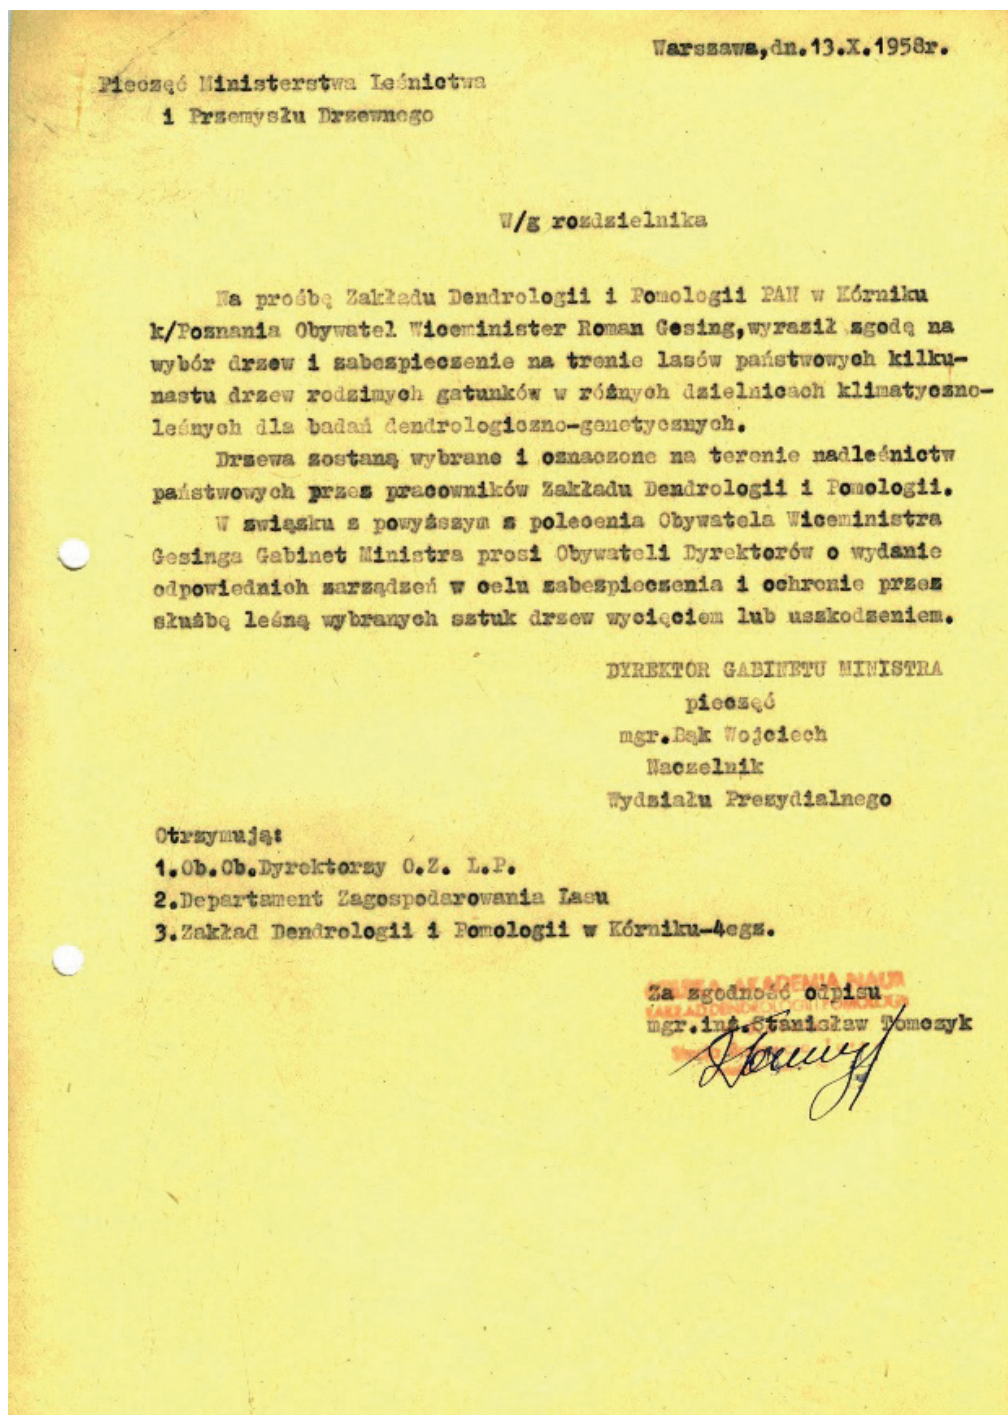 Warszawa,dn.13.X.1958r.
Pieczęć Ministerstwa Leśnictwa
i Przemysłu Drzewnego
W/g rozdzielnika
Na prośbę Zakładu Dendrologii i Pomologii PAN w Kórniku
k/Poznania Obywatel Wiceminister Roman Gesing,wyraził zgodę na
wybór drzew i zabezpieczenie na trenie lasów państwowych kilku-
nastu drzew rodzimych gatunków w różnych dzielnicach klimatyczno-
leśnych dla badań dendrologiczno-genetycznych.
Drzewa zostaną wybrane i oznaczone na terenie nadleśnictw
państwowych przez pracowników Zakładu Dendrologii i Pomologii.
W związku z powyższym z polecenia Obywatela Wiceministra
Gesinga Gabinet Ministra prosi Obywateli Dyrektorów o wydanie
odpowiednich zarządzeń w celu zabezpieczenia i ochronie przez
służbę leśną wybranych sztuk drzew wycięciem lub uszkodzeniem.
DYREKTOR GABINETU MINISTRA
pieczęć
mgr.Bąk Wojciech
Naczelnik
Wydziału Prezydialnego
Otrzymują:
1.Ob.Ob.Dyrektorzy O.Z. L.P.
2.Departament Zagospodarowania Lasu
3.Zakład Dendrologii i Pomologii w Kórniku-4egz.
POLSKA AKADEMIA NAUK
Za zgodność odpisu
ZAKŁAD DENDROLOGII I POMOLOGII
mgr.inż.Stanisław Tomczyk